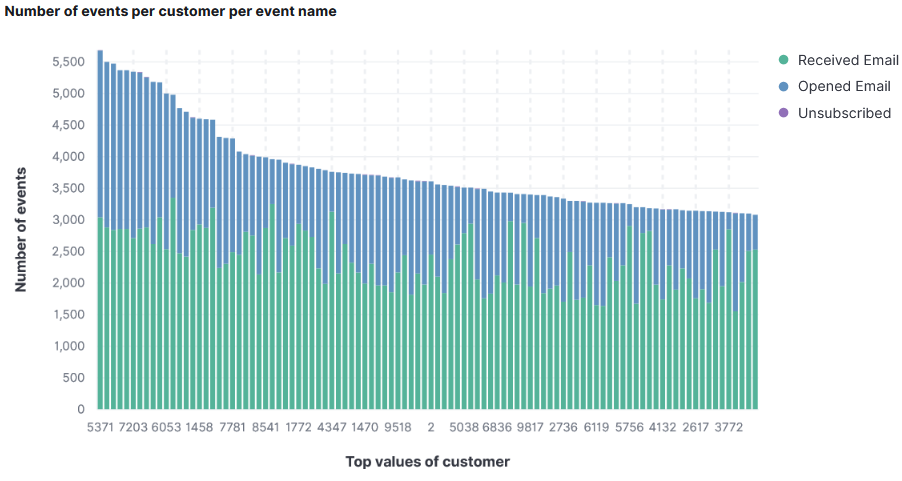 Number of events per customer per event name
5,500
5,000
4,500
4,000
3,500
3,000
2,500
2,000
1,500
1,000
500
0
Number of events
5371 7203 6053 1458 7781 8541 1772 4347 1470 9518 2 5038 6836 9817 2736 6119 5756 4132 2617 3772
Top values of customer
Received Email
Opened Email
Unsubscribed